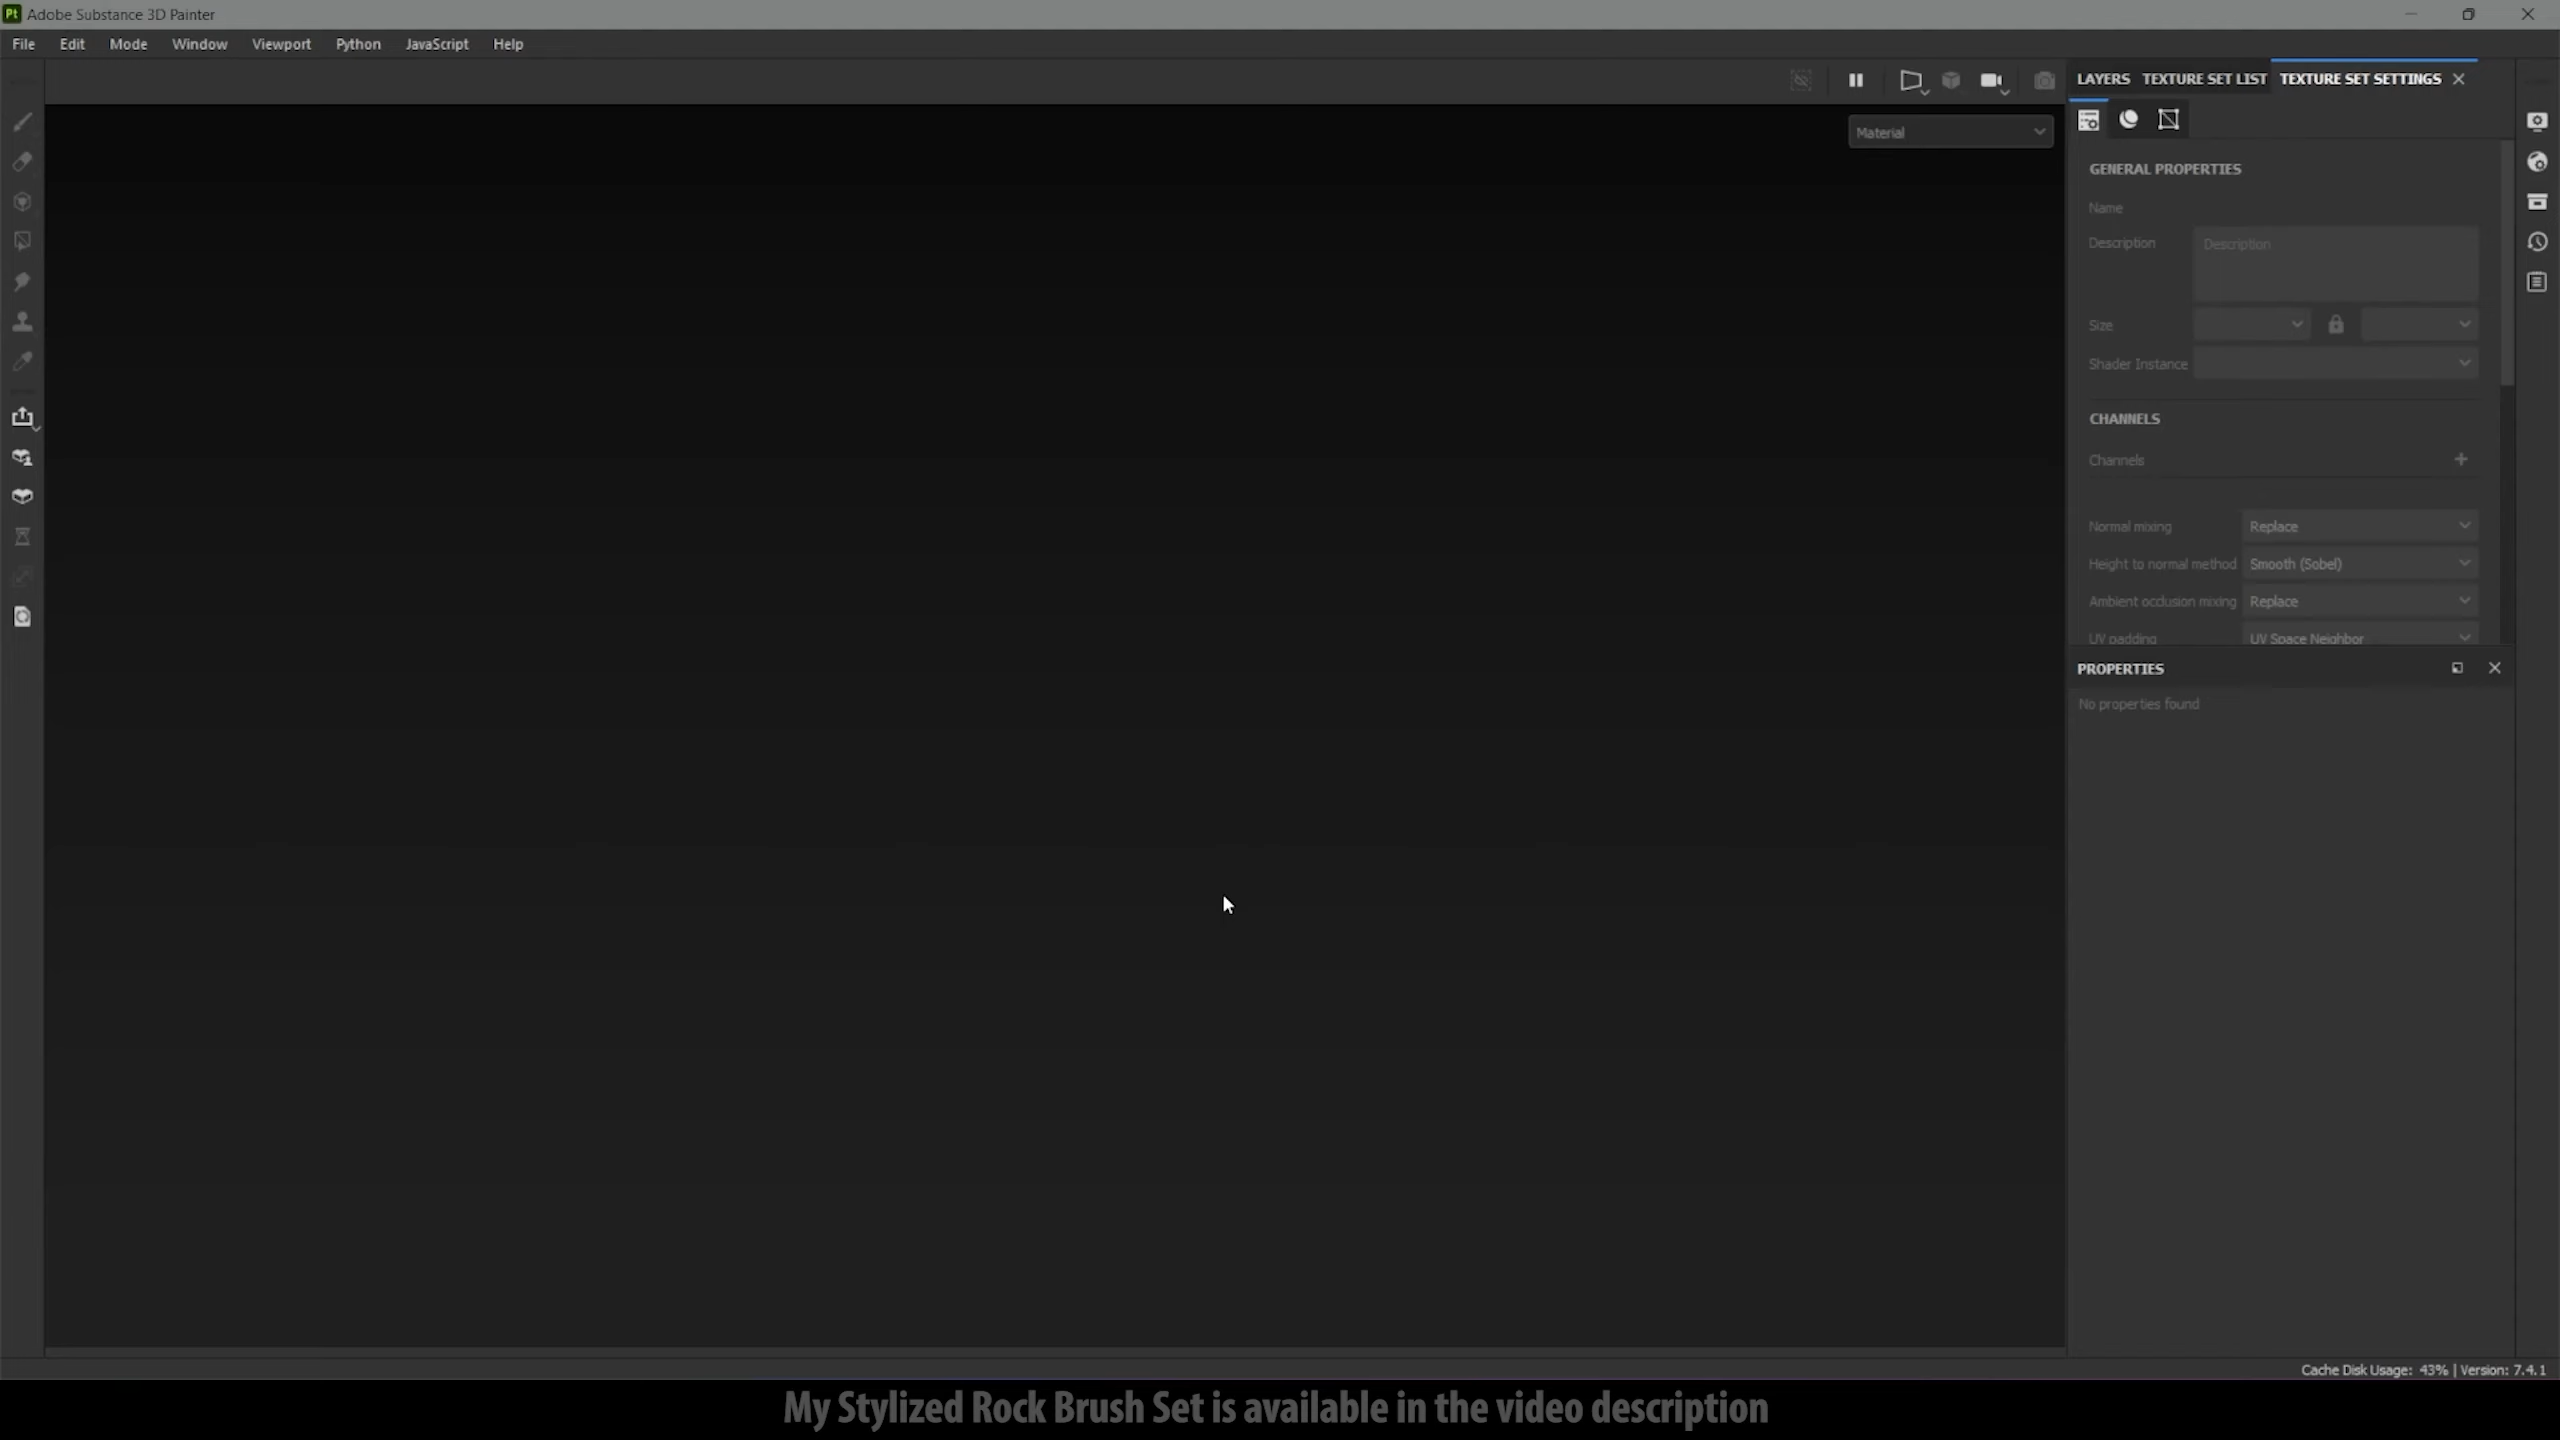 Pt Adobe Substance 3D Painter
File Edit Mode Window Viewport Python JavaScript Help
Material
LAYERS TEXTURE SET LIST TEXTURE SET SETTINGS
GENERAL PROPERTIES
Name
Description Description
Size
Shader Instance
CHANNELS
Channels
Normal mixing Replace
Height to normal method Smooth (Sobel)
Ambient occlusion mixing Replace
UV padding UV Space Neighbor
PROPERTIES
No properties found
Cache Disk Usage: 43% | Version: 7.4.1
My Stylized Rock Brush Set is available in the video description